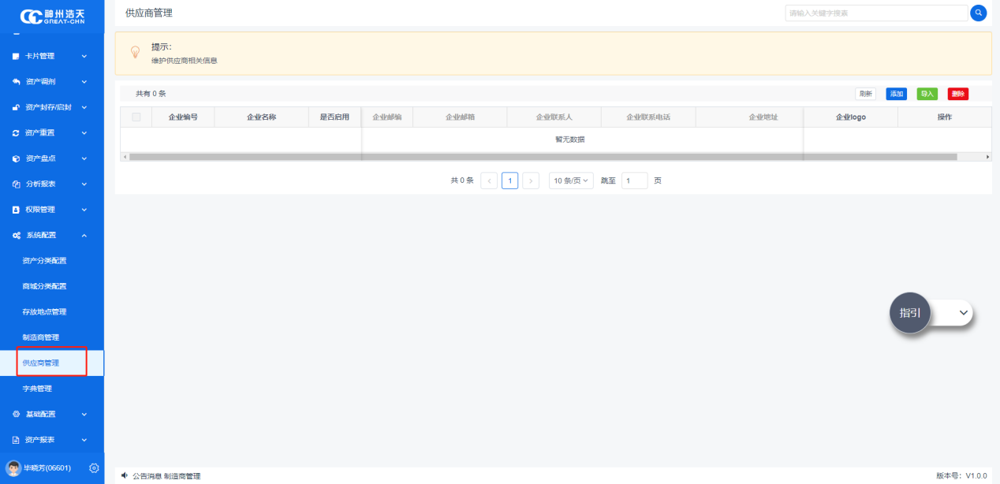 神州浩天
GREAT-CHN
卡片管理
资产调剂
资产封存/启封
资产重置
资产盘点
分析报表
权限管理
系统配置
资产分类配置
商城分类配置
存放地点管理
制造商管理
供应商管理
字典管理
基础配置
资产报表
毕晓芳(06601)
供应商管理
请输入关键字搜素
提示：
维护供应商相关信息
共有 0 条
刷新 添加 导入 删除
企业编号 企业名称 是否启用 企业邮编 企业邮箱 企业联系人 企业联系电话 企业地址 企业logo 操作
暂无数据
共 0 条 < 1 > 10 条/页 跳至 1 页
指引
公告消息 制造商管理
版本号：V1.0.0